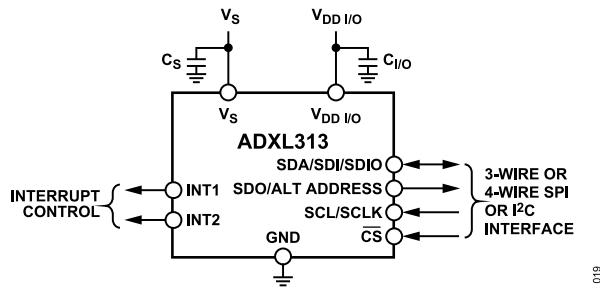 VS
VDD I/O
CS
CI/O
VS
VDD I/O
ADXL313
SDA/SDI/SDIO
SDO/ALT ADDRESS
SCL/SCLK
CS
INT1
INT2
GND
INTERRUPT
CONTROL
3-WIRE OR
4-WIRE SPI
OR I²C
INTERFACE
019